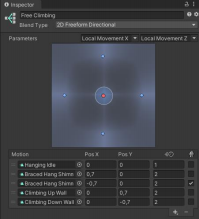 Inspector
Free Climbing
Blend Type 2D Freeform Directional
Parameters Local Movement X Local Movement Z
Motion Pos X Pos Y
Hanging Idle 0 0 1
Braced Hang Shimm 0,7 0 2
Braced Hang Shimm -0,7 0 2
Climbing Up Wall 0 0,7 2
Climbing Down Wall 0 -0,7 2
+ -